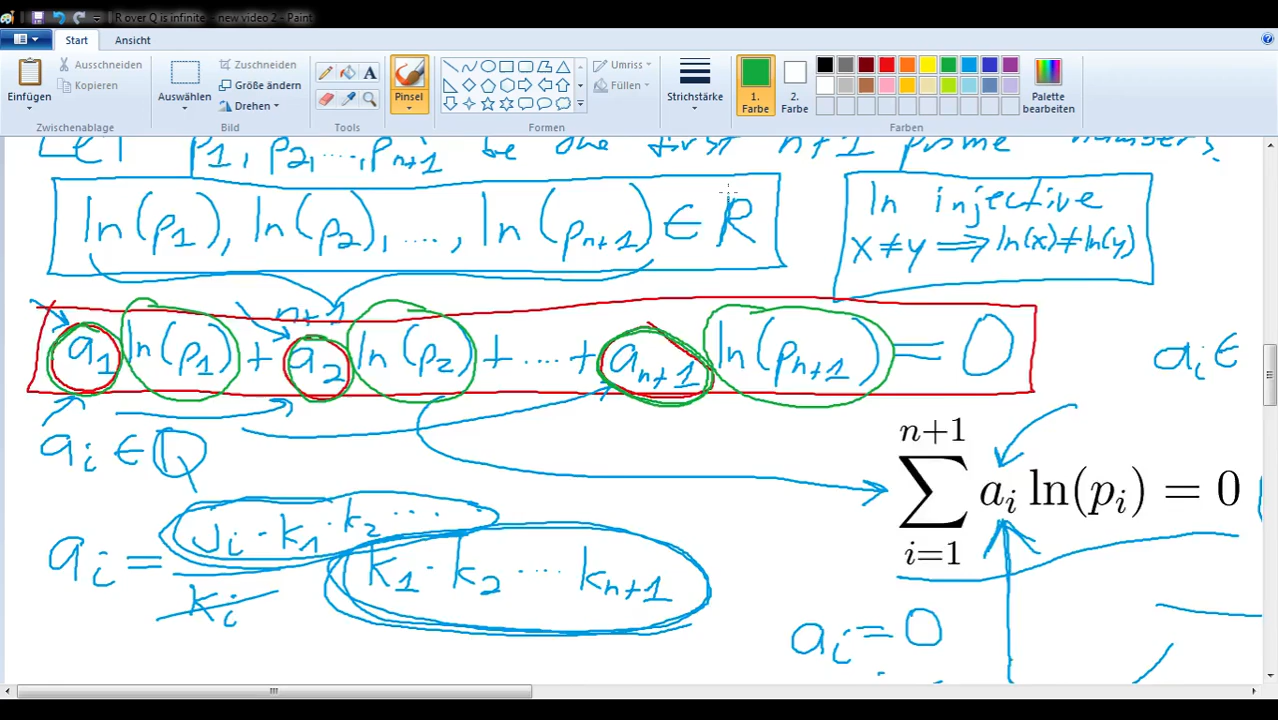 R over Q is infinite - new video 2 - Paint
Start Ansicht
Einfügen
Ausschneiden
Kopieren
Zwischenablage
Auswählen
Zuschneiden
Größe ändern
Drehen
Bild
A
Tools
Pinsel
Umriss
Füllen
Formen
Strichstärke
1.
Farbe
2.
Farbe
Palette
bearbeiten
Farben
Let p1, p2, ..., pn+1 be the first n+1 prime numbers.
ln(p1), ln(p2), ...., ln(pn+1) ∈ R
ln injective
x ≠ y ⟹ ln(x) ≠ ln(y)
n+1
a1 ln(p1) + a2 ln(p2) + .... + an+1 ln(pn+1) = 0
ai ∈
ai ∈ Q
∑_{i=1}^{n+1} ai ln(pi) = 0
ai = ji · k1 · k2 ....
ki k1 · k2 .... kn+1
ai = 0